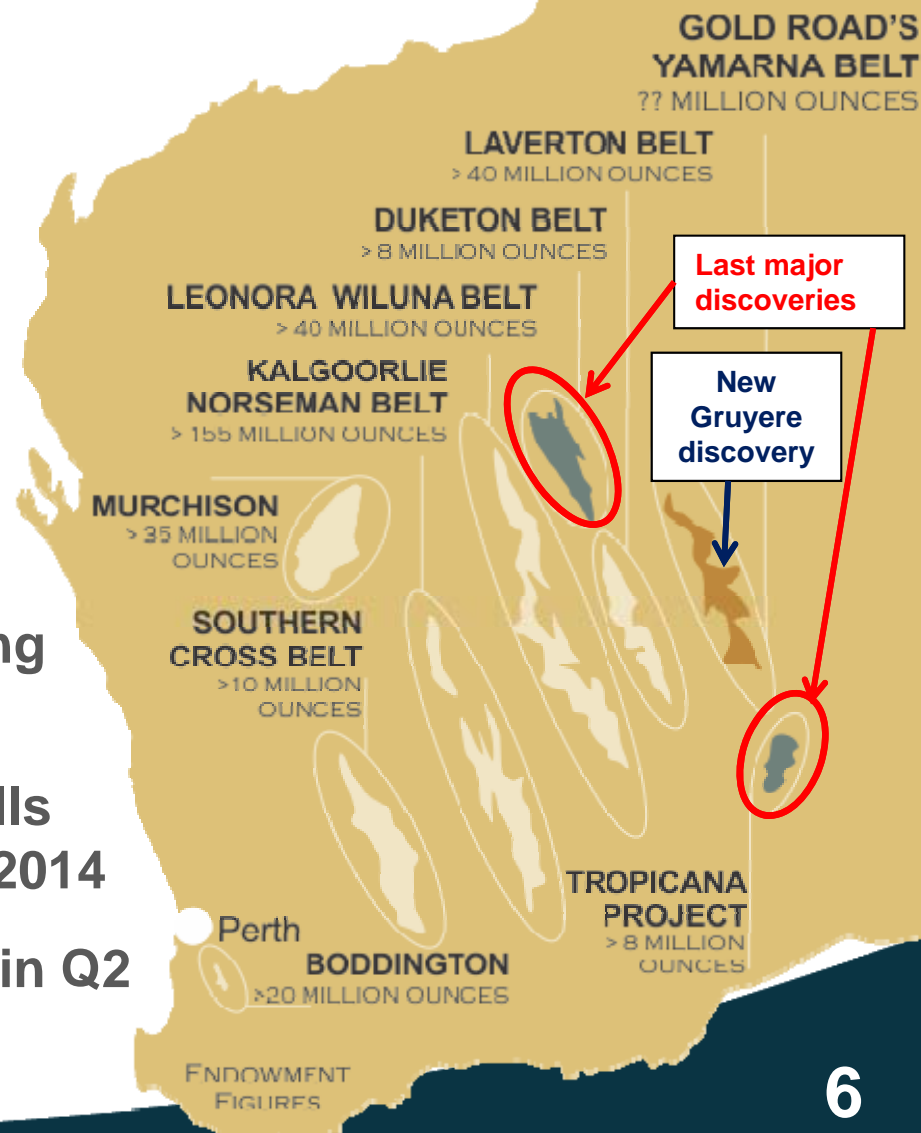 GOLD ROAD'S
YAMARNA BELT
?? MILLION OUNCES
LAVERTON BELT
> 40 MILLION OUNCES
DUKETON BELT
> 8 MILLION OUNCES
Last major
discoveries
LEONORA WILUNA BELT
> 40 MILLION OUNCES
New
Gruyere
discovery
KALGOORLIE
NORSEMAN BELT
> 155 MILLION OUNCES
MURCHISON
> 35 MILLION
OUNCES
SOUTHERN
CROSS BELT
>10 MILLION
OUNCES
ng
lls
2014
in Q2
TROPICANA
PROJECT
> 8 MILLION
OUNCES
Perth
BODDINGTON
>20 MILLION OUNCES
ENDOWMENT
FIGURES
6